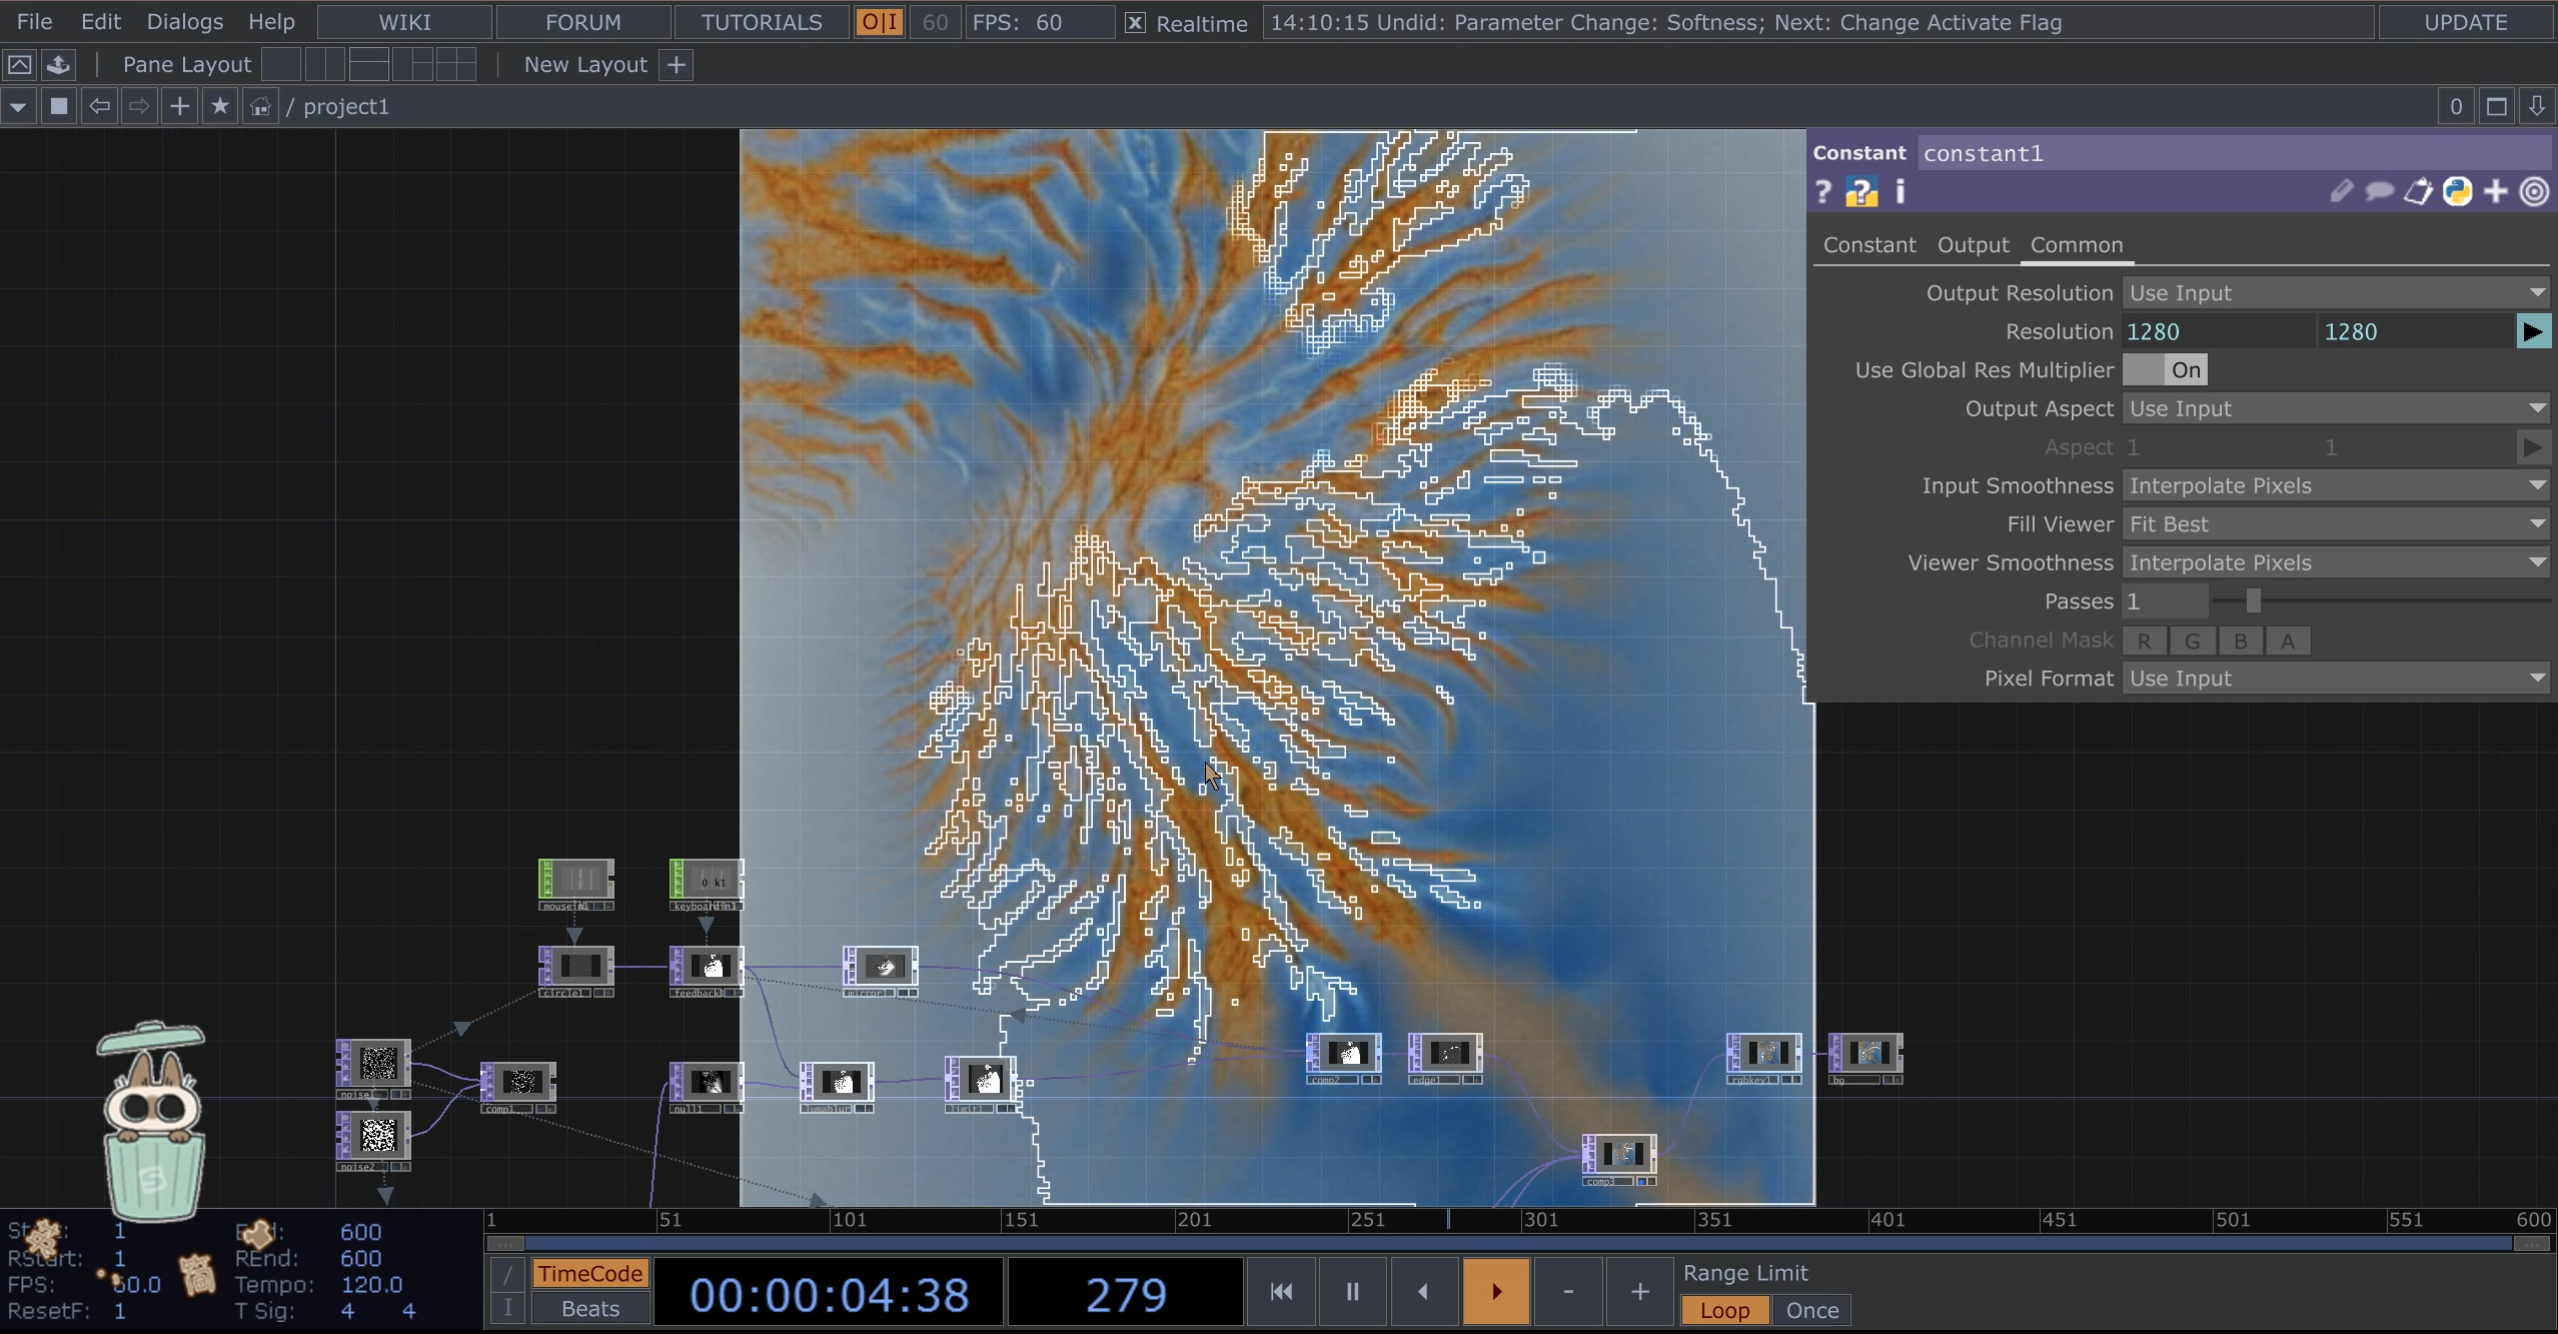 File Edit Dialogs Help WIKI FORUM TUTORIALS O|I 60 FPS: 60 Realtime 14:10:15 Undid: Parameter Change: Softness; Next: Change Activate Flag UPDATE
Pane Layout New Layout +
/ project1 0
Constant constant1
Constant Output Common
Output Resolution Use Input
Resolution 1280 1280
Use Global Res Multiplier On
Output Aspect Use Input
Aspect 1 1
Input Smoothness Interpolate Pixels
Fill Viewer Fit Best
Viewer Smoothness Interpolate Pixels
Passes 1
Channel Mask R G B A
Pixel Format Use Input
0 k1
mousein1 keyboardin1
circle1 feedback1 mirror1
comp2 edge1 rgbkey1 bg
noise1 comp1 null1 lumablur1 limit1
noise2
comp3
1 51 101 151 201 251 301 351 401 451 501 551 600
1 End: 600
RStart: 1 REnd: 600
FPS: 60.0 Tempo: 120.0
ResetF: 1 T Sig: 4 4
TimeCode
Beats
00:00:04:38 279
Range Limit
Loop Once